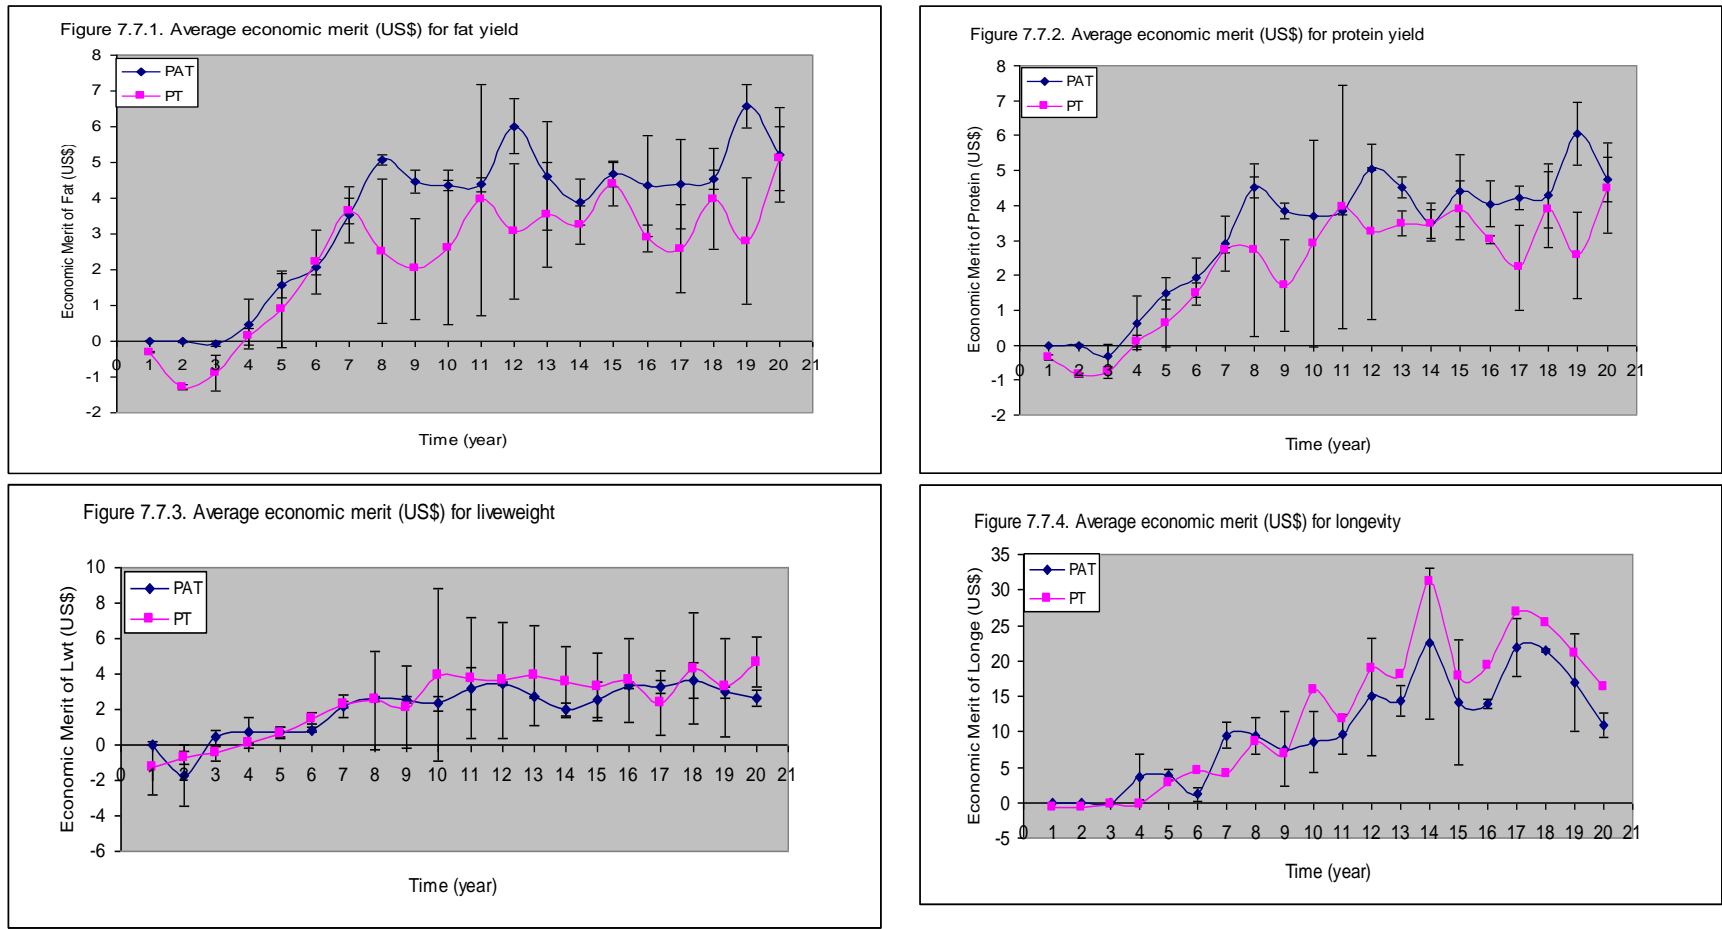 Figure 7.7.1. Average economic merit (US$) for fat yield
PAT
PT
Economic Merit of Fat (US$)
8
7
6
5
4
3
2
1
0
-1
-2
0 1 2 3 4 5 6 7 8 9 10 11 12 13 14 15 16 17 18 19 20 21
Time (year)
Figure 7.7.2. Average economic merit (US$) for protein yield
PAT
PT
Economic Merit of Protein (US$)
8
7
6
5
4
3
2
1
0
-1
-2
0 1 2 3 4 5 6 7 8 9 10 11 12 13 14 15 16 17 18 19 20 21
Time (year)
Figure 7.7.3. Average economic merit (US$) for liveweight
PAT
PT
Economic Merit of Lwt (US$)
10
8
6
4
2
0
-2
-4
-6
0 1 2 3 4 5 6 7 8 9 10 11 12 13 14 15 16 17 18 19 20 21
Time (year)
Figure 7.7.4. Average economic merit (US$) for longevity
PAT
PT
Economic Merit of Longe (US$)
35
30
25
20
15
10
5
0
-5
0 1 2 3 4 5 6 7 8 9 10 11 12 13 14 15 16 17 18 19 20 21
Time (year)